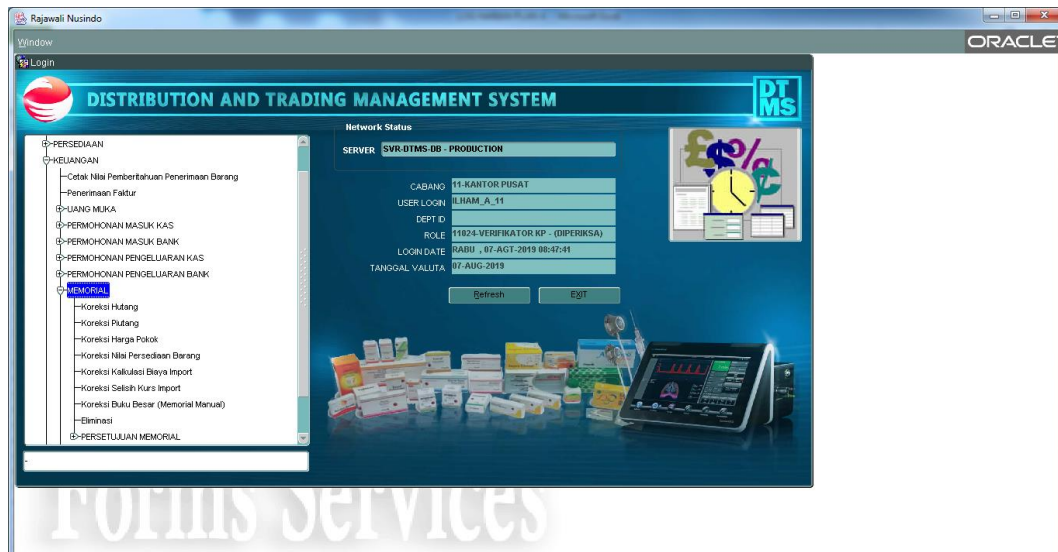 Rajawali Nusindo
Window
ORACLE
Login
DISTRIBUTION AND TRADING MANAGEMENT SYSTEM
DT
MS
PERSEDIAAN
KEUANGAN
Cetak Nilai Pemberitahuan Penerimaan Barang
Penerimaan Faktur
UANG MUKA
PERMOHONAN MASUK KAS
PERMOHONAN MASUK BANK
PERMOHONAN PENGELUARAN KAS
PERMOHONAN PENGELUARAN BANK
MEMORIAL
Koreksi Hutang
Koreksi Piutang
Koreksi Harga Pokok
Koreksi Nilai Persediaan Barang
Koreksi Kalkulasi Biaya Import
Koreksi Selisih Kurs Import
Koreksi Buku Besar (Memorial Manual)
Eliminasi
PERSETUJUAN MEMORIAL
-
Network Status
SERVER SVR-DTMS-DB - PRODUCTION
CABANG 11-KANTOR PUSAT
USER LOGIN ILHAM_A_11
DEPT ID
ROLE 11024-VERIFIKATOR KP - (DIPERIKSA)
LOGIN DATE RABU , 07-AGT-2019 08:47:41
TANGGAL VALUTA 07-AUG-2019
Refresh EXIT
Forms Services